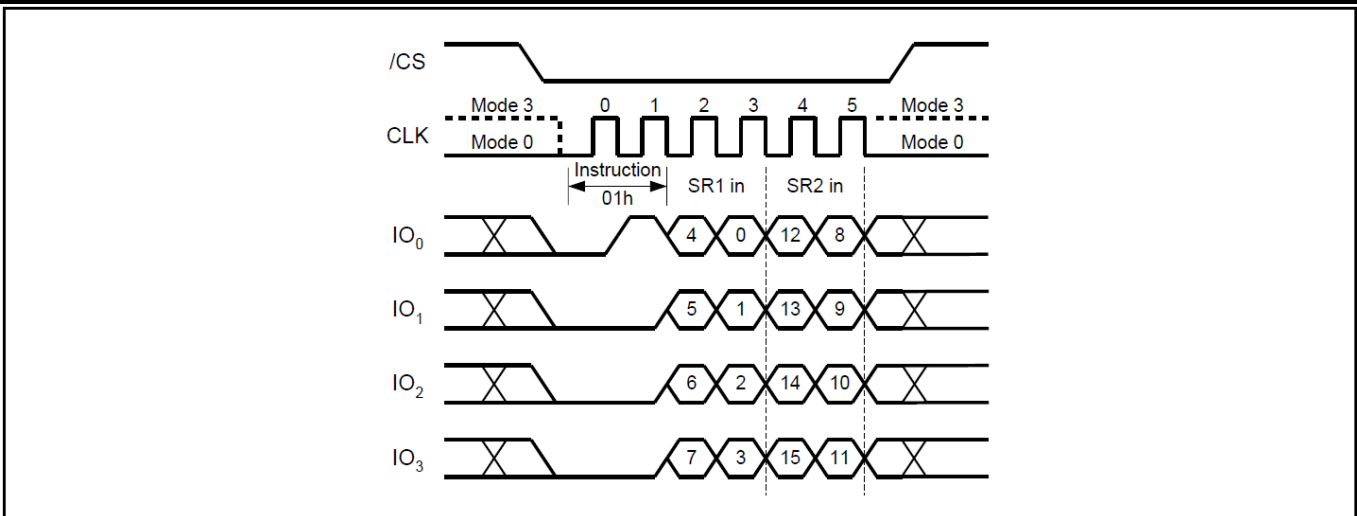 /CS
Mode 3 0 1 2 3 4 5 Mode 3
CLK
Mode 0 Mode 0
Instruction
01h SR1 in SR2 in
IO0 4 0 12 8
IO1 5 1 13 9
IO2 6 2 14 10
IO3 7 3 15 11